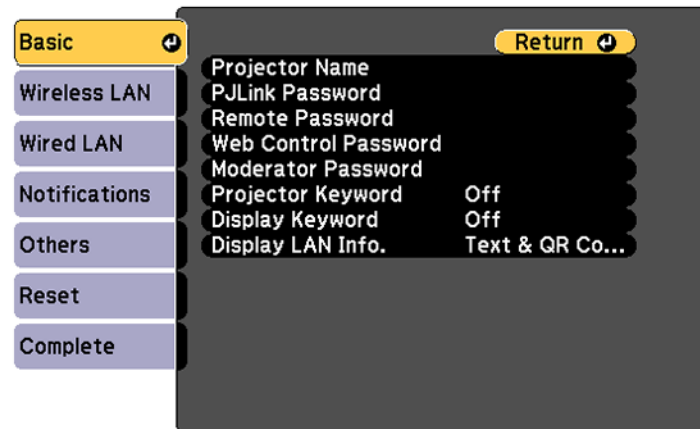 Basic
Wireless LAN
Wired LAN
Notifications
Others
Reset
Complete
Return
Projector Name
PJLink Password
Remote Password
Web Control Password
Moderator Password
Projector Keyword Off
Display Keyword Off
Display LAN Info. Text & QR Co...